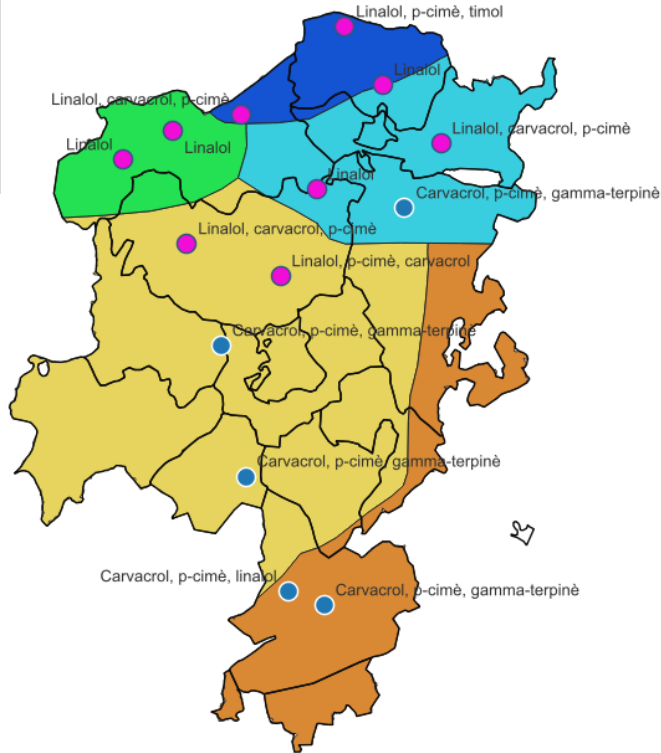 Linalol, p-cimè, timol
Linalol
Linalol, carvacrol, p-cimè
Linalol, carvacrol, p-cimè
Linalol
Linalol
Linalol
Carvacrol, p-cimè, gamma-terpinè
Linalol, carvacrol, p-cimè
Linalol, p-cimè, carvacrol
Carvacrol, p-cimè, gamma-terpinè
Carvacrol, p-cimè, gamma-terpinè
Carvacrol, p-cimè, linalol
Carvacrol, p-cimè, gamma-terpinè